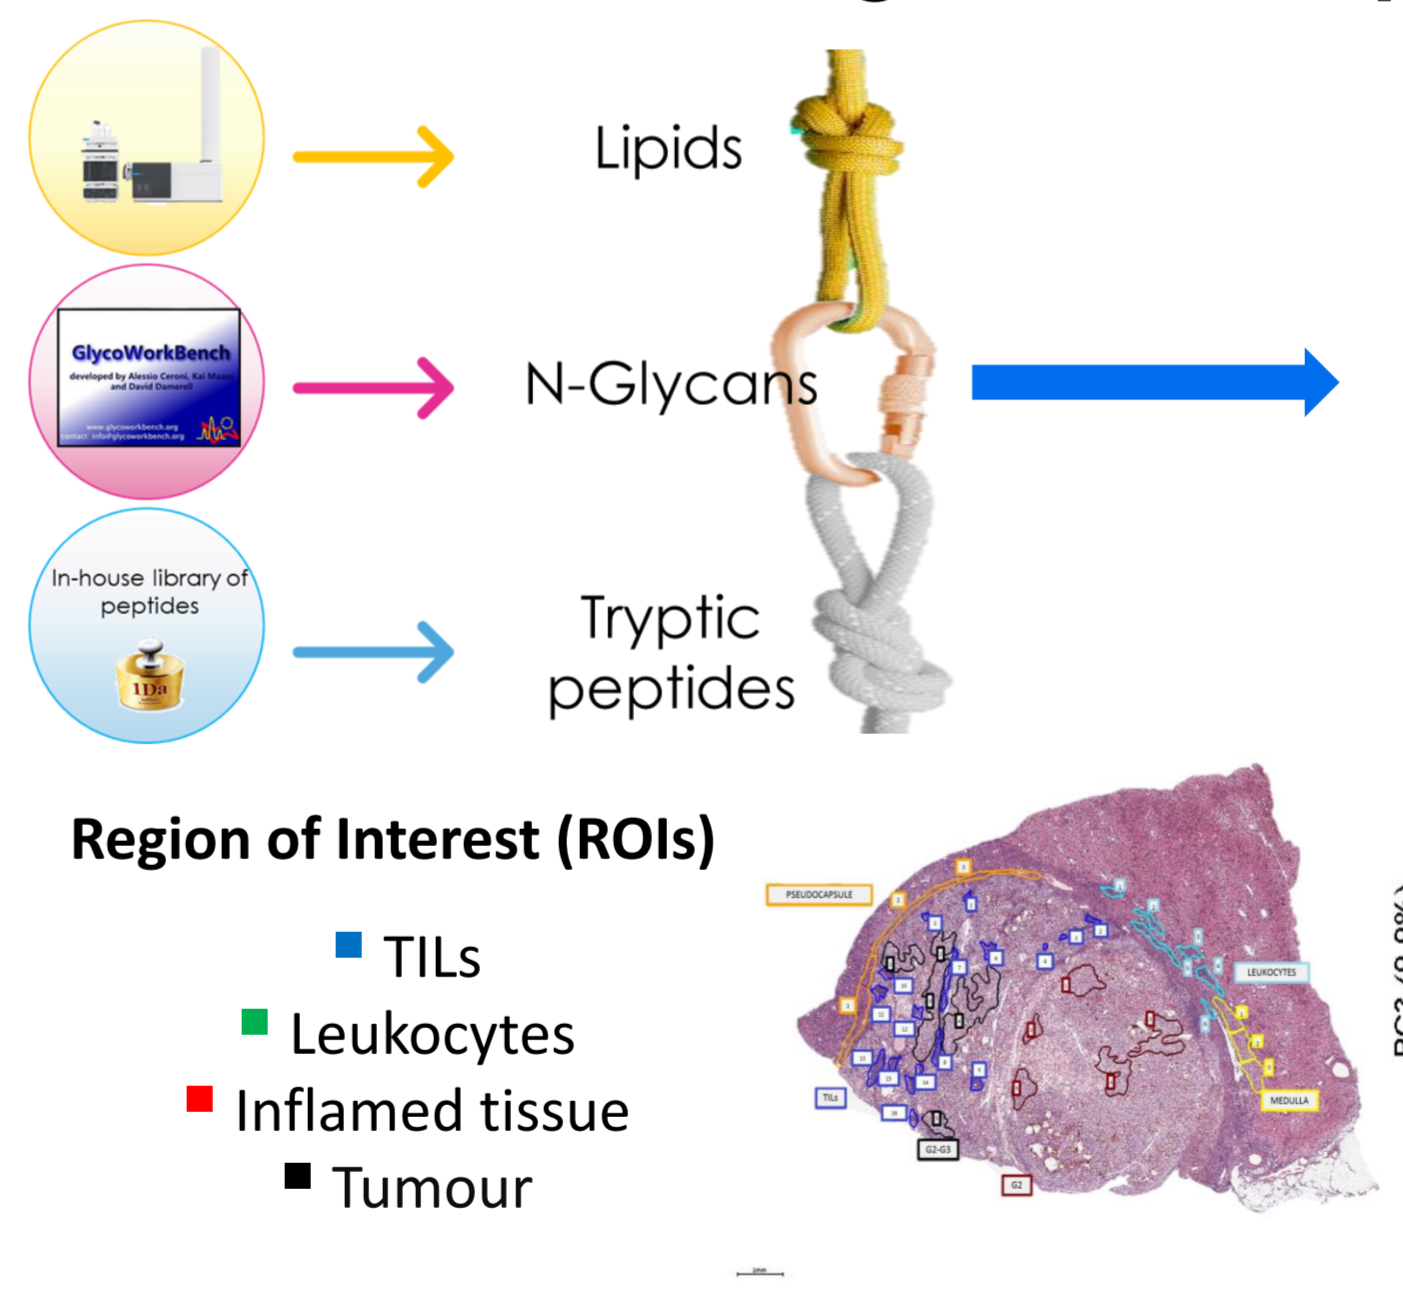 Lipids
GlycoWorkBench
developed by Alessio Ceroni, Kai Maass
and David Damerell
www.glycoworkbench.org
contact: info@glycoworkbench.org
N-Glycans
In-house library of
peptides
1Da
Tryptic
peptides
Region of Interest (ROIs)
TILs
Leukocytes
Inflamed tissue
Tumour
PSEUDOCAPSULE
LEUKOCYTES
MEDULLA
TILs
G2-G3
G2
2mm